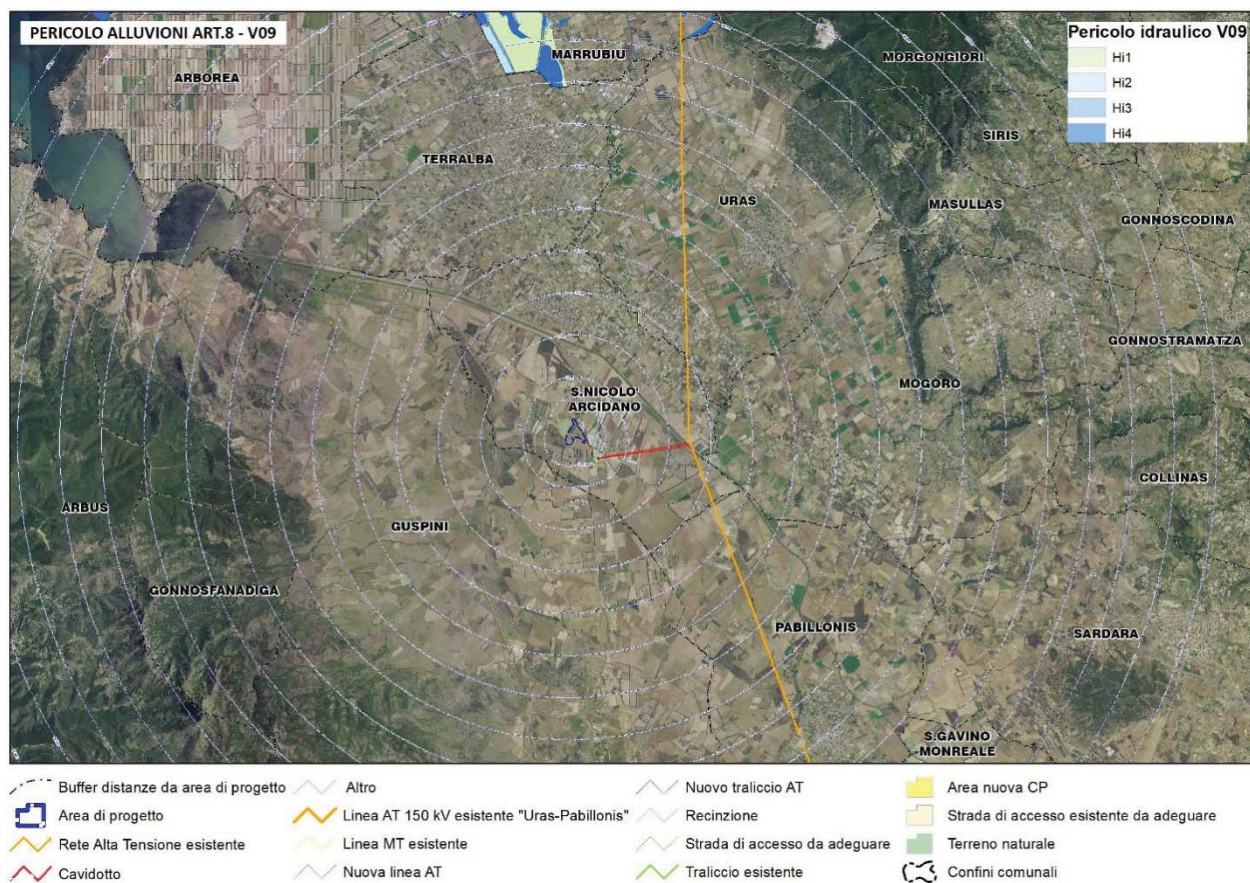 PERICOLO ALLUVIONI ART.8 - V09
Pericolo idraulico V09
Hi1
Hi2
Hi3
Hi4
MARRUBIU
MORGONGIORI
ARBOREA
SIRIS
TERRALBA
URAS
MASULLAS
GONNOSCODINA
GONNOSTRAMATZA
S.NICOLO'
ARCIDANO
MOGORO
COLLINAS
ARBUS
GUSPINI
GONNOSFANADIGA
PABILLONIS
SARDARA
S.GAVINO
MONREALE
Buffer distanze da area di progetto
Area di progetto
Rete Alta Tensione esistente
Cavidotto
Altro
Linea AT 150 kV esistente "Uras-Pabillonis"
Linea MT esistente
Nuova linea AT
Nuovo traliccio AT
Recinzione
Strada di accesso da adeguare
Traliccio esistente
Area nuova CP
Strada di accesso esistente da adeguare
Terreno naturale
Confini comunali